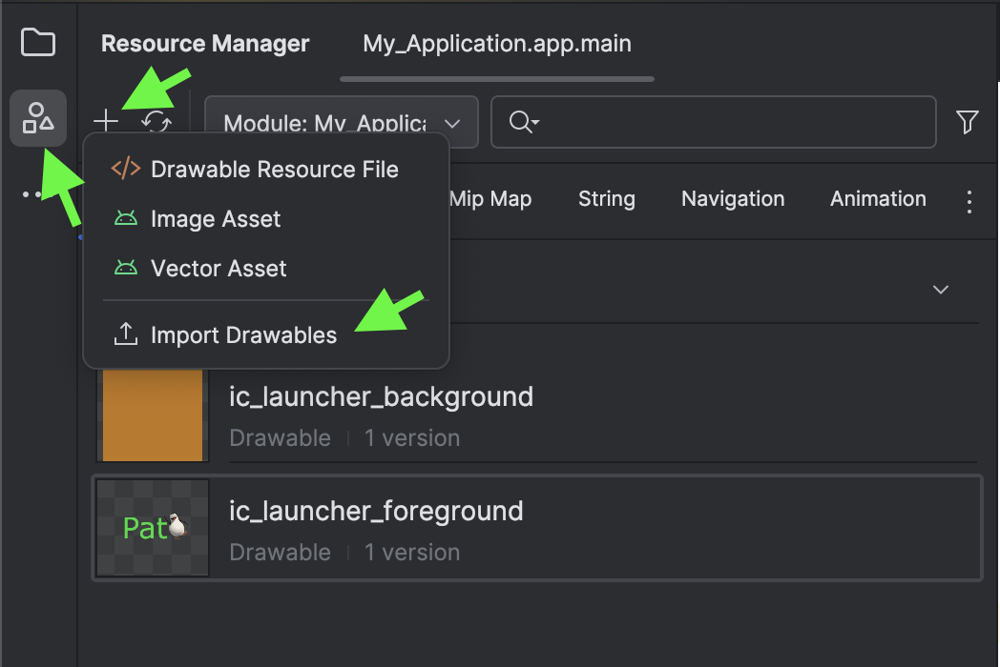 Resource Manager
My_Application.app.main
Module: My_Applica
Drawable Resource File
Image Asset
Vector Asset
Import Drawables
Mip Map
String
Navigation
Animation
ic_launcher_background
Drawable
1 version
Pat
ic_launcher_foreground
Drawable
1 version